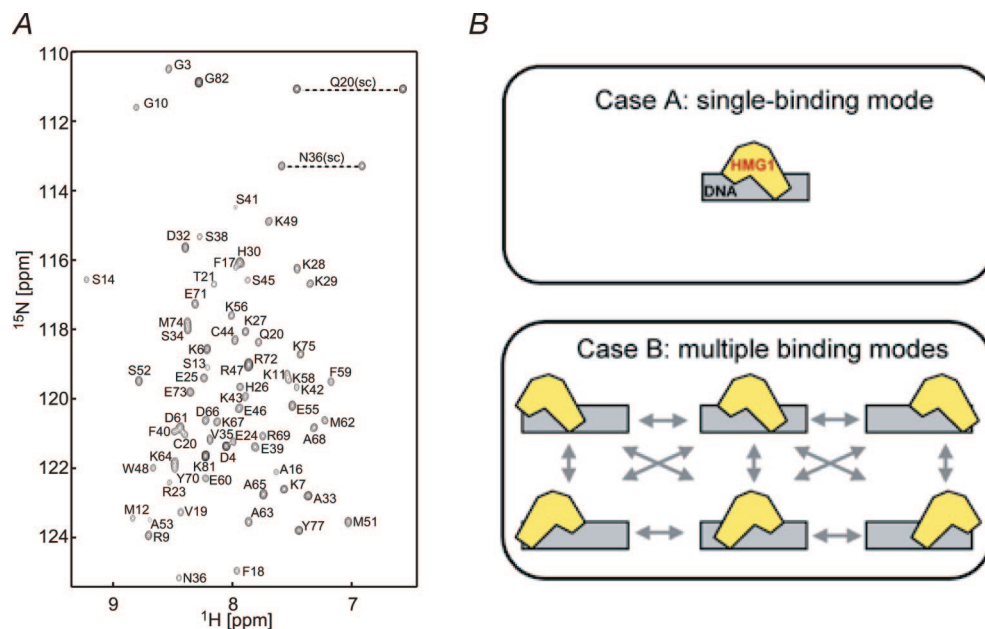 A
B
110
112
114
116
118
120
122
124
15N [ppm]
9
8
7
1H [ppm]
G3
G82
Q20(sc)
G10
N36(sc)
S41
K49
D32
S38
H30
F17
K28
S14
T21
S45
K29
E71
K56
M74
K27
S34
C44
Q20
K6
K75
S13
R72
S52
R47
K11
F59
E25
K58
H26
K42
E73
K43
E55
D61
D66
E46
M62
K67
F40
V35
E24
R69
A68
C20
D4
E39
K64
W48
K81
A16
Y70
E60
R23
A65
K7
A33
M12
V19
A53
A63
M51
R9
Y77
N36
F18
Case A: single-binding mode
HMG1
DNA
Case B: multiple binding modes